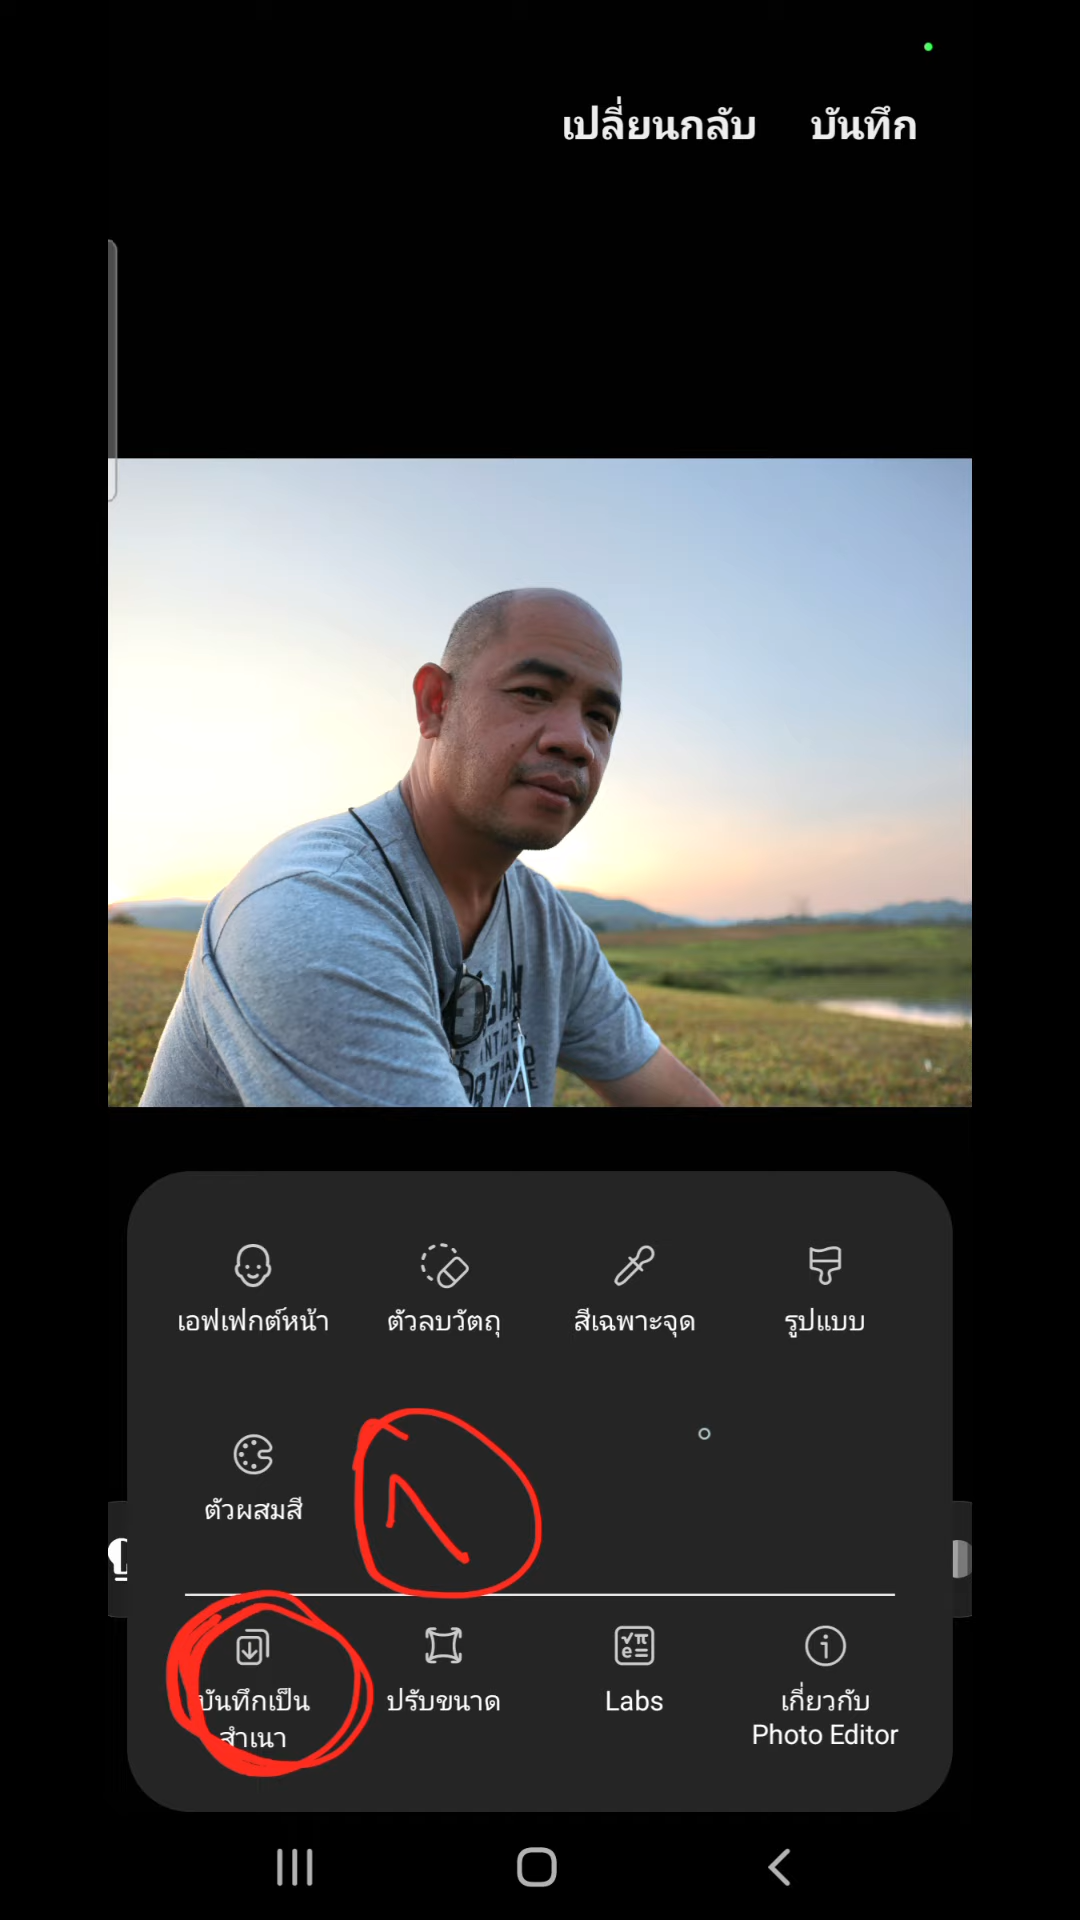 เปลี่ยนกลับ บันทึก
เอฟเฟกต์หน้า ตัวลบวัตถุ สีเฉพาะจุด รูปแบบ
ตัวผสมสี
บันทึกเป็น
สำเนา
ปรับขนาด Labs เกี่ยวกับ
Photo Editor